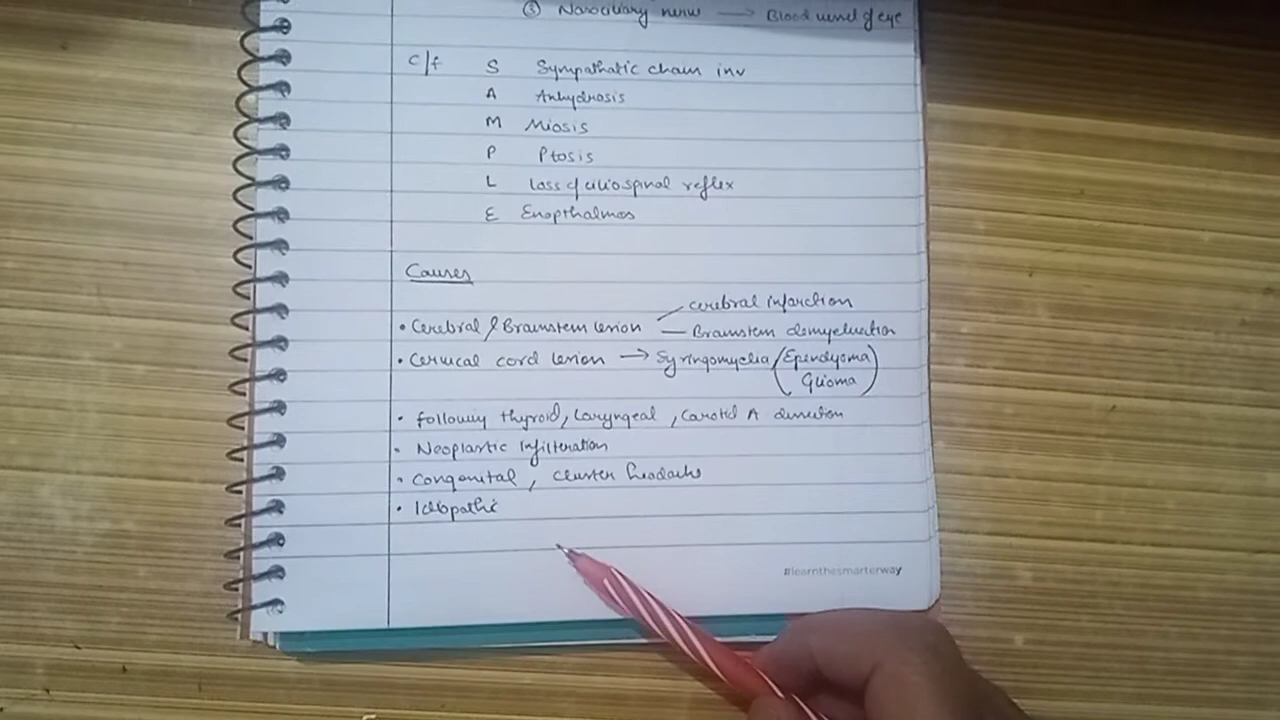 ③ Nasociliary nerve → Blood vessel of eye
c/f S Sympathatic chain inv
A Anhydrosis
M Miosis
P Ptosis
L Loss of ciliospinal reflex
E Enopthalmos
Causes
• Cerebral & Brainstem lesion — cerebral infarction
— Brainstem demyelination
• Cervical cord lesion → Syringomyelia (Ependyoma
Glioma)
• following thyroid, Laryngeal, Carotid A dissection
• Neoplastic Infilteration
• Congenital, cluster headache
• Idiopathic
#learnthesmarterway